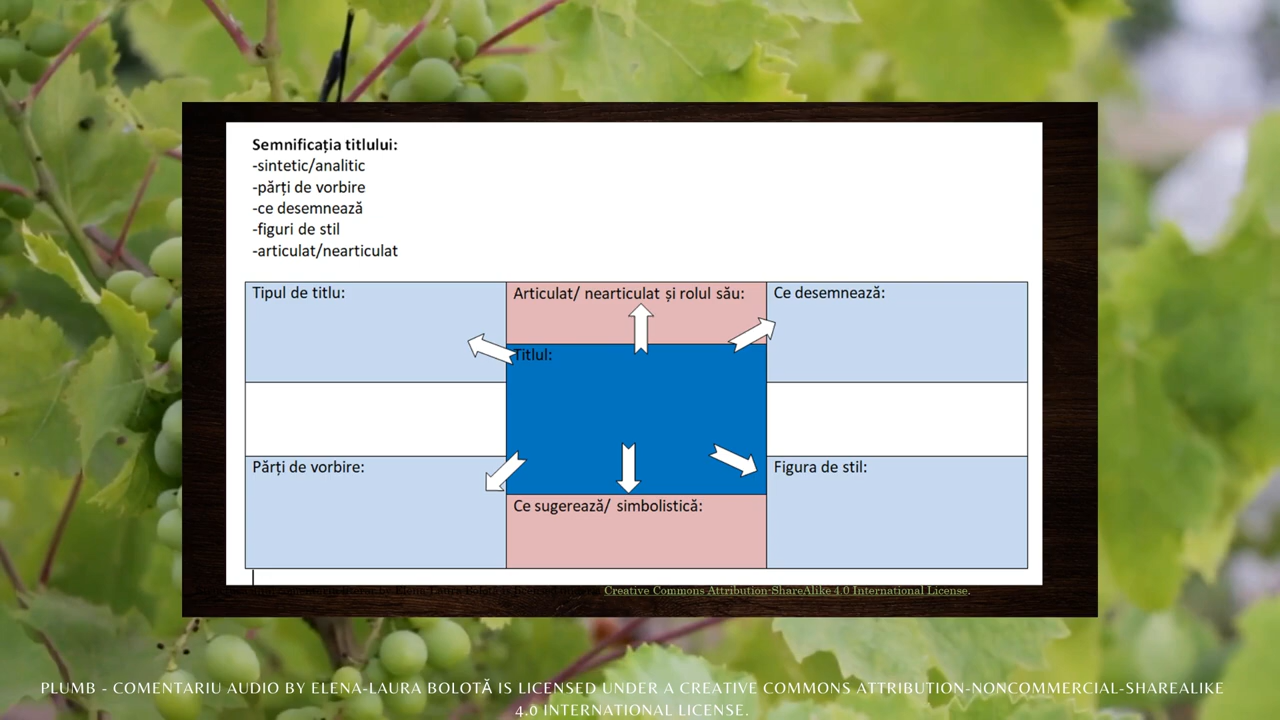 Semnificația titlului:
-sintetic/analitic
-părți de vorbire
-ce desemnează
-figuri de stil
-articulat/nearticulat
Tipul de titlu:
Articulat/ nearticulat și rolul său:
Ce desemnează:
Titlul:
Părți de vorbire:
Figura de stil:
Ce sugerează/ simbolistică:
Creative Commons Attribution-ShareAlike 4.0 International License.
PLUMB - COMENTARIU AUDIO BY ELENA-LAURA BOLOTĂ IS LICENSED UNDER A CREATIVE COMMONS ATTRIBUTION-NONCOMMERCIAL-SHAREALIKE
4.0 INTERNATIONAL LICENSE.